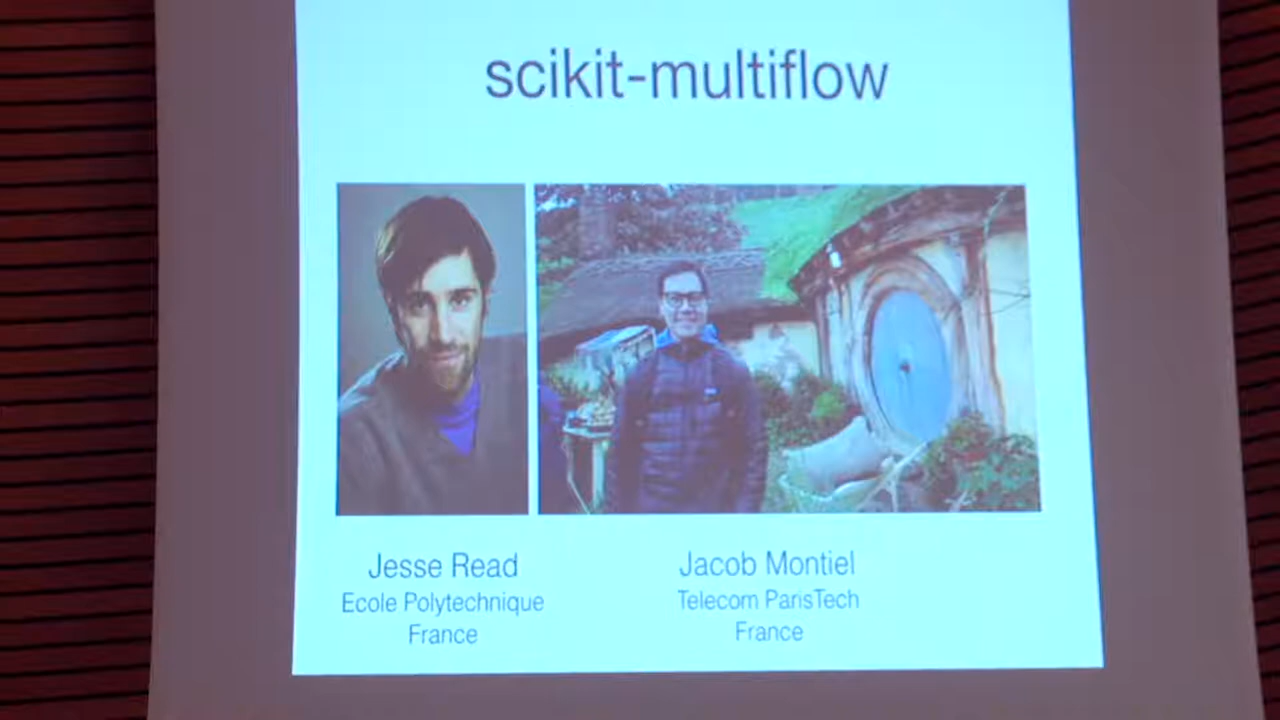 scikit-multiflow
Jesse Read
Ecole Polytechnique
France
Jacob Montiel
Telecom ParisTech
France